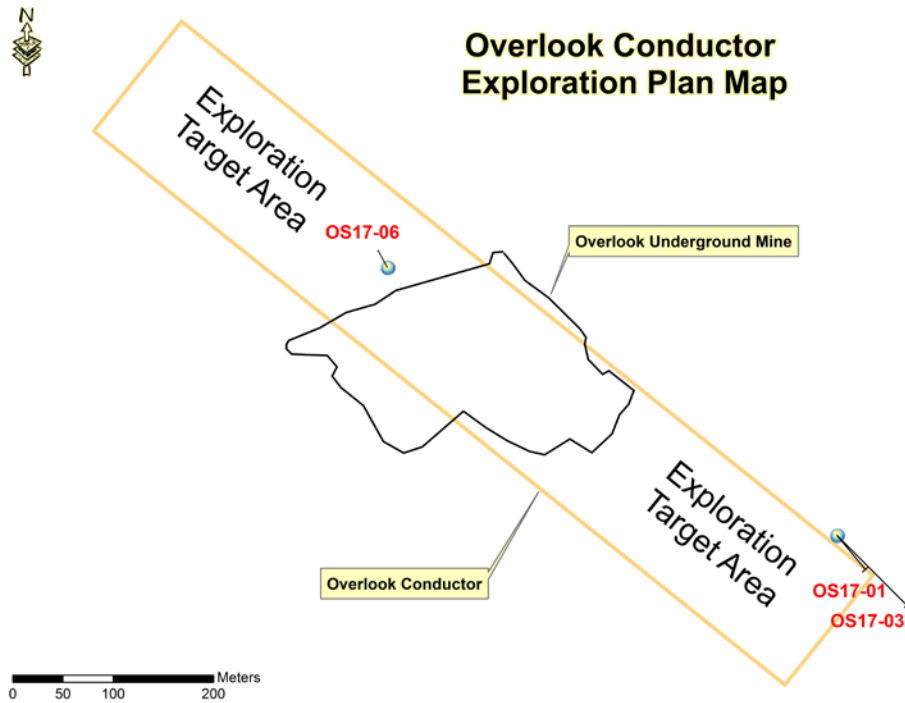 N
Overlook Conductor
Exploration Plan Map
Exploration
Target Area
OS17-06
Overlook Underground Mine
Exploration
Target Area
Overlook Conductor
OS17-01
OS17-03
Meters
0 50 100 200